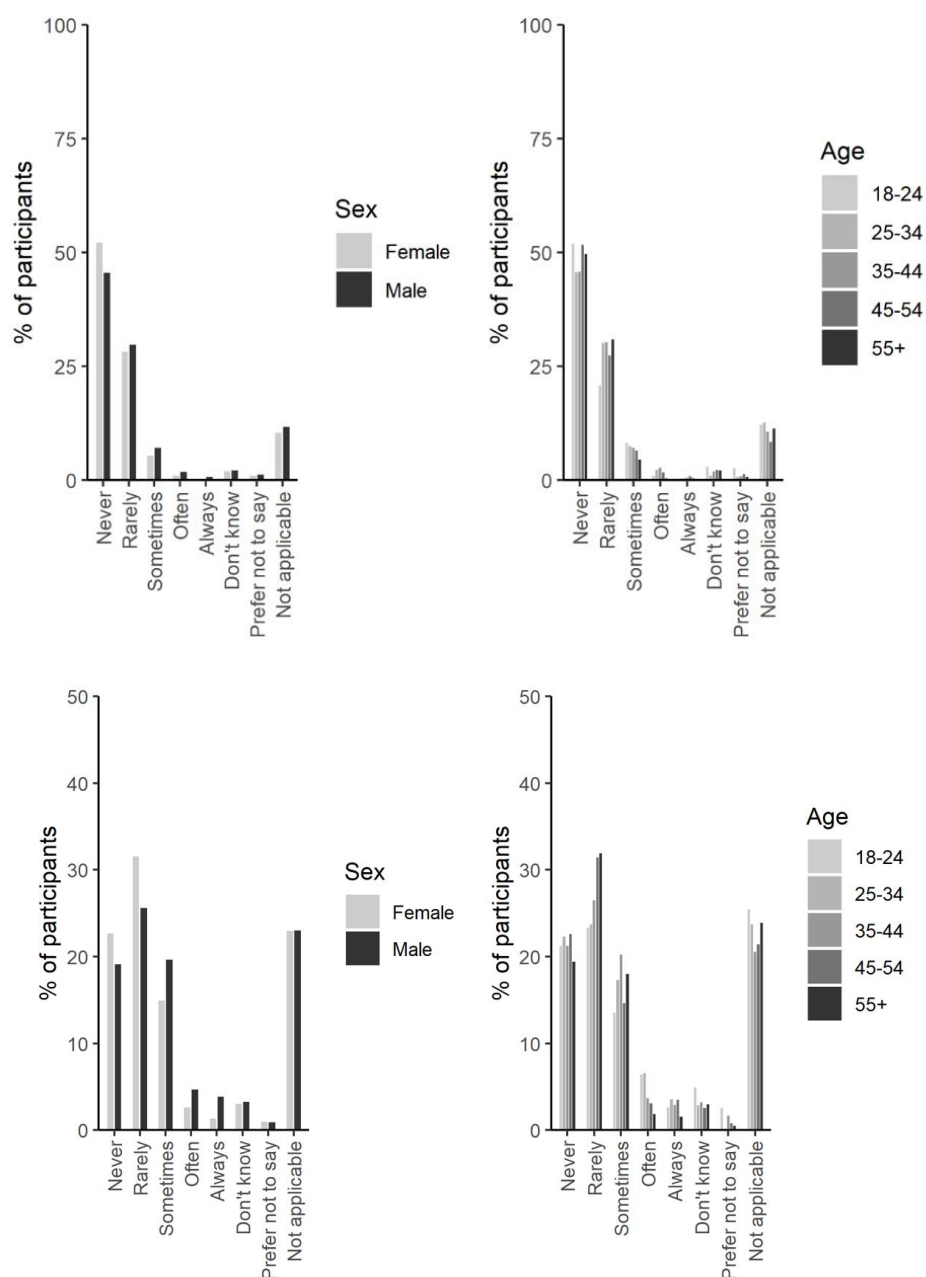 100
75
50
25
0
% of participants
Never
Rarely
Sometimes
Often
Always
Don't know
Prefer not to say
Not applicable
Sex
Female
Male
100
75
50
25
0
% of participants
Never
Rarely
Sometimes
Often
Always
Don't know
Prefer not to say
Not applicable
Age
18-24
25-34
35-44
45-54
55+
50
40
30
20
10
0
% of participants
Never
Rarely
Sometimes
Often
Always
Don't know
Prefer not to say
Not applicable
Sex
Female
Male
50
40
30
20
10
0
% of participants
Never
Rarely
Sometimes
Often
Always
Don't know
Prefer not to say
Not applicable
Age
18-24
25-34
35-44
45-54
55+